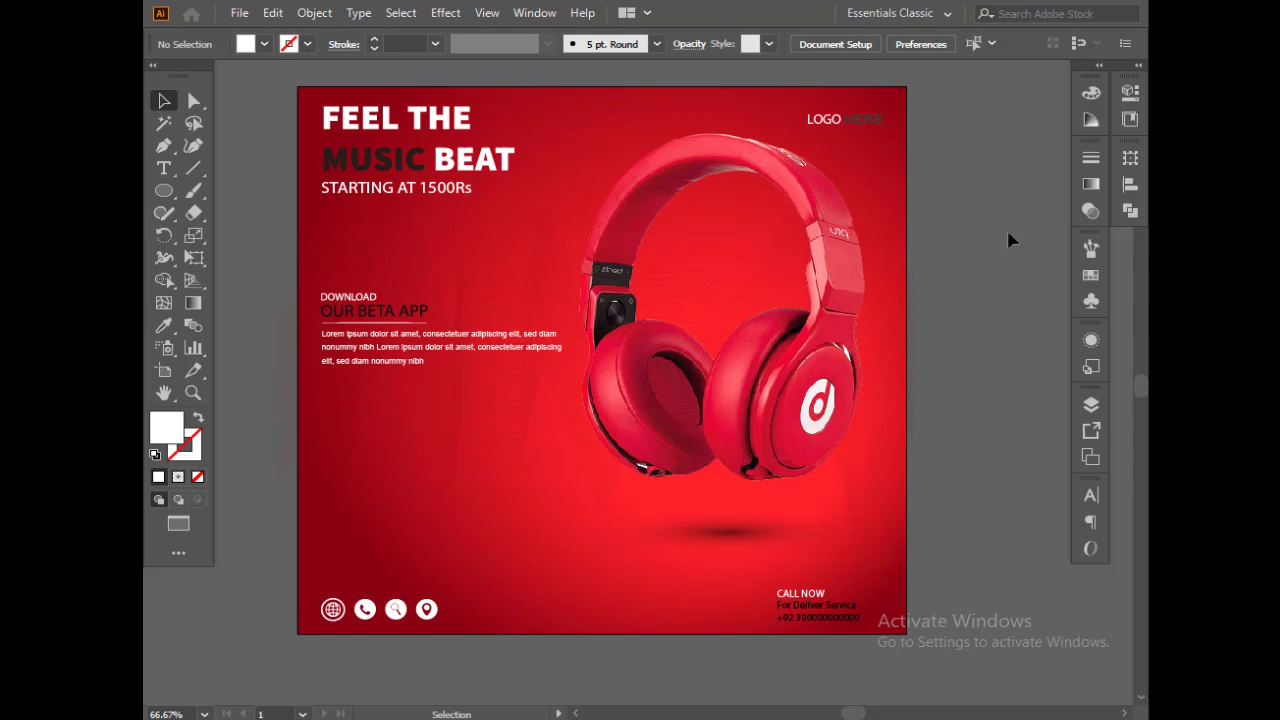 Ai File Edit Object Type Select Effect View Window Help Essentials Classic Search Adobe Stock
No Selection Stroke: 5 pt. Round Opacity Style: Document Setup Preferences
FEEL THE
MUSIC BEAT
STARTING AT 1500Rs
LOGO HERE
DOWNLOAD
OUR BETA APP
Lorem ipsum dolor sit amet, consectetuer adipiscing elit, sed diam
nonummy nibh Lorem ipsum dolor sit amet, consectetuer adipiscing
elit, sed diam nonummy nibh
CALL NOW
For Deliver Service
+92 300000000000
Activate Windows
Go to Settings to activate Windows.
66.67% 1 Selection